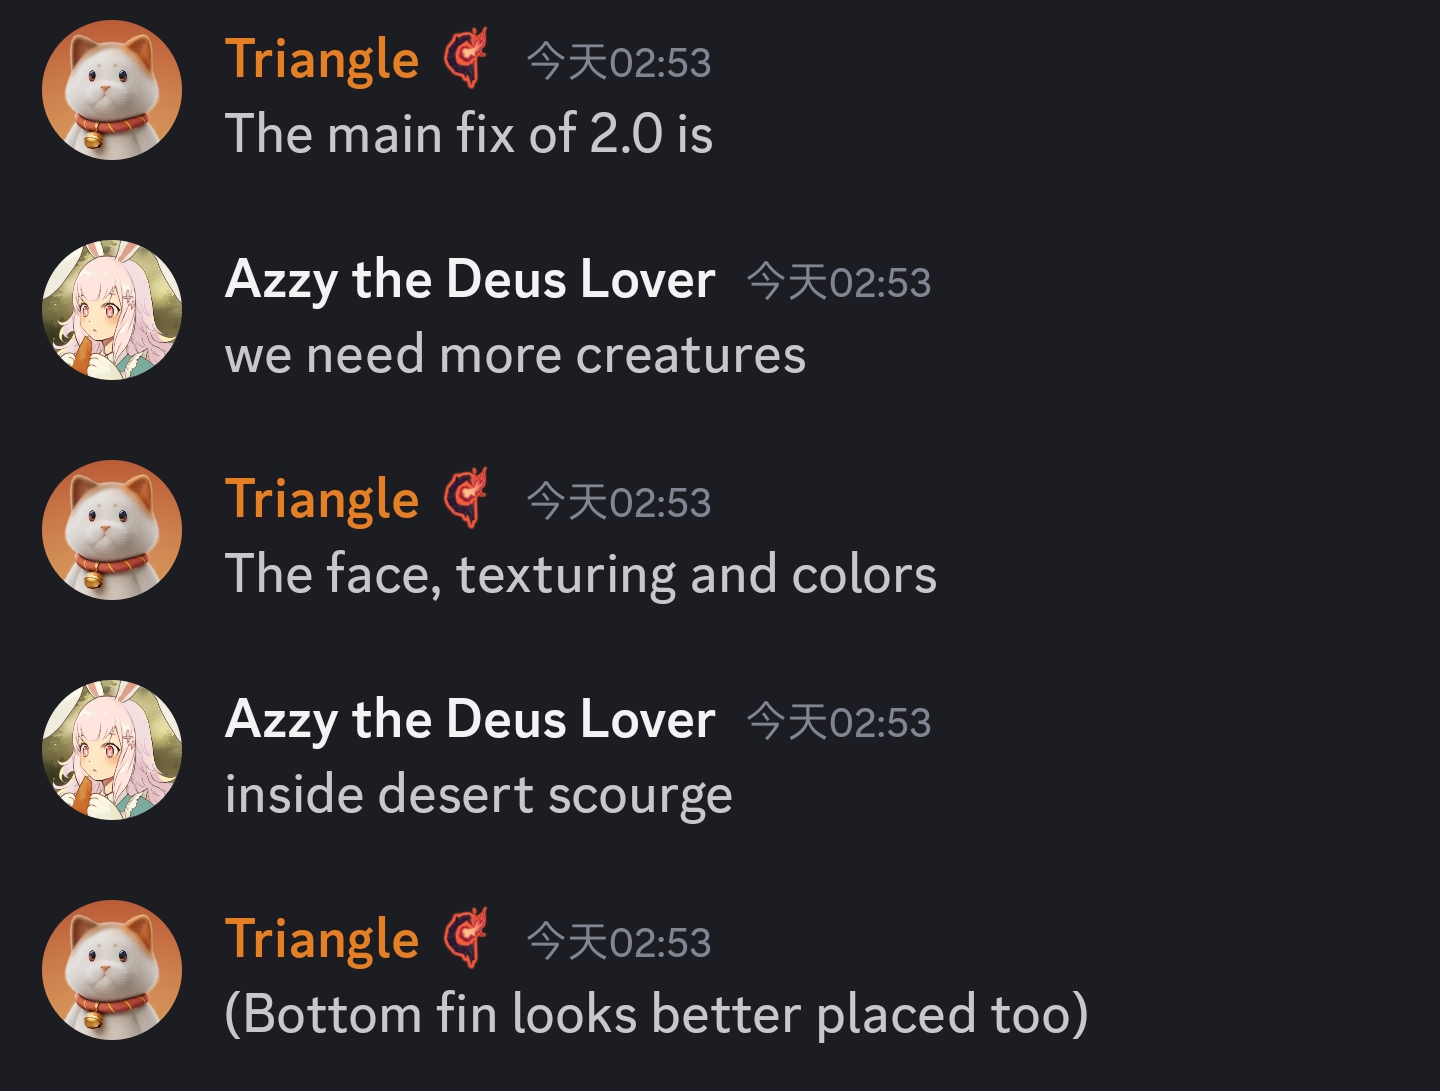 Triangle 今天02:53
The main fix of 2.0 is
Azzy the Deus Lover 今天02:53
we need more creatures
Triangle 今天02:53
The face, texturing and colors
Azzy the Deus Lover 今天02:53
inside desert scourge
Triangle 今天02:53
(Bottom fin looks better placed too)